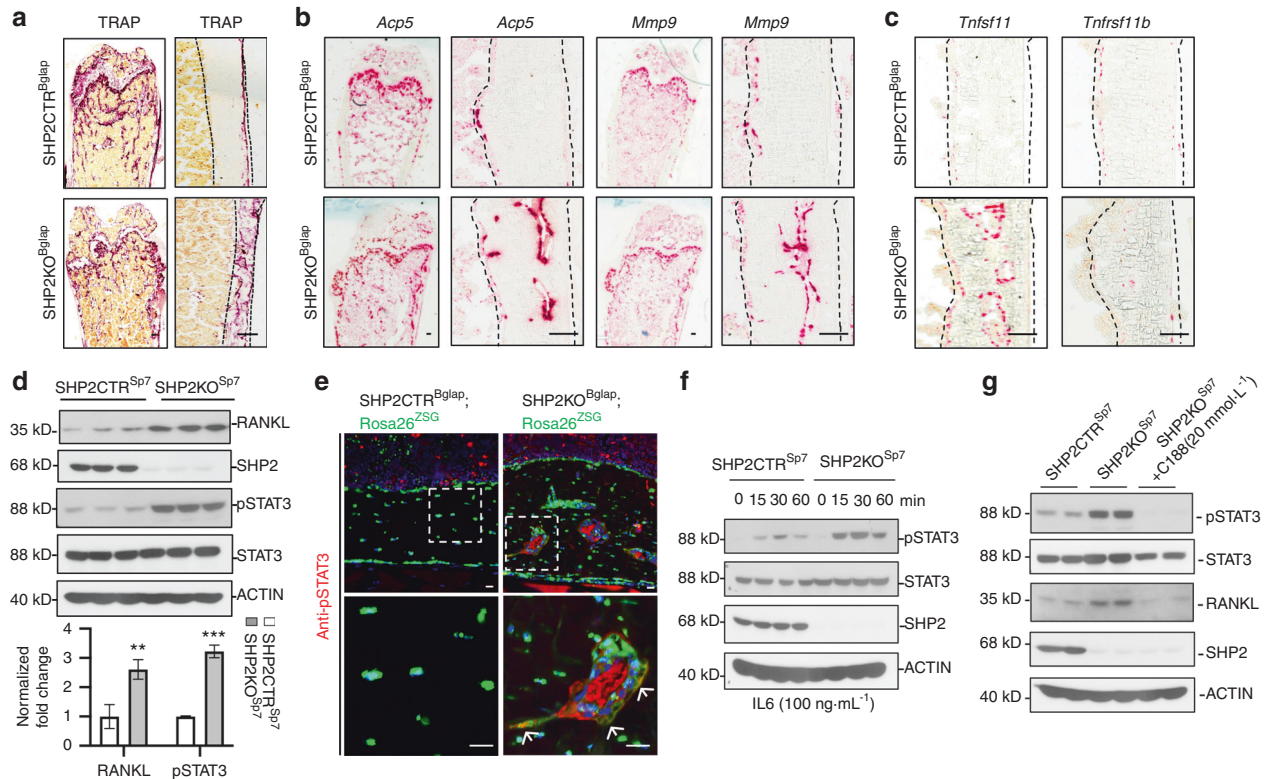 a
TRAP
TRAP
SHP2CTR^Bglap
SHP2KO^Bglap
b
Acp5
Acp5
Mmp9
Mmp9
SHP2CTR^Bglap
SHP2KO^Bglap
c
Tnfsf11
Tnfrsf11b
SHP2CTR^Bglap
SHP2KO^Bglap
d
SHP2CTR^Sp7 SHP2KO^Sp7
35 kD -RANKL
68 kD -SHP2
-pSTAT3
88 kD
88 kD -STAT3
40 kD -ACTIN
Normalized
fold change
4
3
2
1
0
**
***
RANKL pSTAT3
SHP2KO^Sp7
SHP2CTR^Sp7
e
SHP2CTR^Bglap;
Rosa26^ZSG
SHP2KO^Bglap;
Rosa26^ZSG
Anti-pSTAT3
f
SHP2CTR^Sp7 SHP2KO^Sp7
0 15 30 60 0 15 30 60 min
88 kD -pSTAT3
88 kD -STAT3
68 kD -SHP2
40 kD -ACTIN
IL6 (100 ng·mL⁻¹)
g
SHP2CTR^Sp7
SHP2KO^Sp7
SHP2KO^Sp7
+C188(20 mmol·L⁻¹)
88 kD -pSTAT3
88 kD -STAT3
35 kD -RANKL
68 kD -SHP2
40 kD -ACTIN